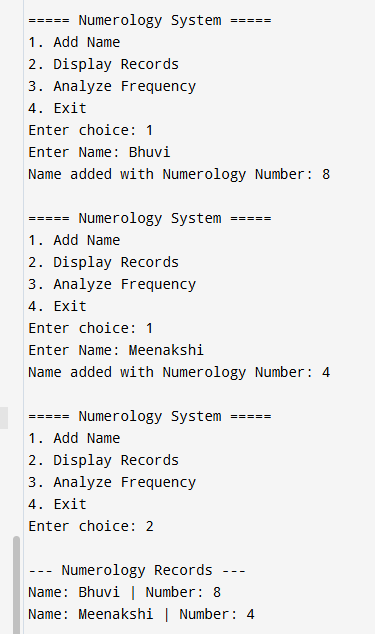 ===== Numerology System =====
1. Add Name
2. Display Records
3. Analyze Frequency
4. Exit
Enter choice: 1
Enter Name: Bhuvi
Name added with Numerology Number: 8
===== Numerology System =====
1. Add Name
2. Display Records
3. Analyze Frequency
4. Exit
Enter choice: 1
Enter Name: Meenakshi
Name added with Numerology Number: 4
===== Numerology System =====
1. Add Name
2. Display Records
3. Analyze Frequency
4. Exit
Enter choice: 2
--- Numerology Records ---
Name: Bhuvi | Number: 8
Name: Meenakshi | Number: 4